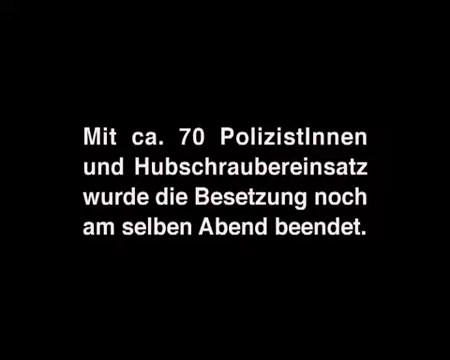 Mit ca. 70 PolizistInnen
und Hubschraubereinsatz
wurde die Besetzung noch
am selben Abend beendet.